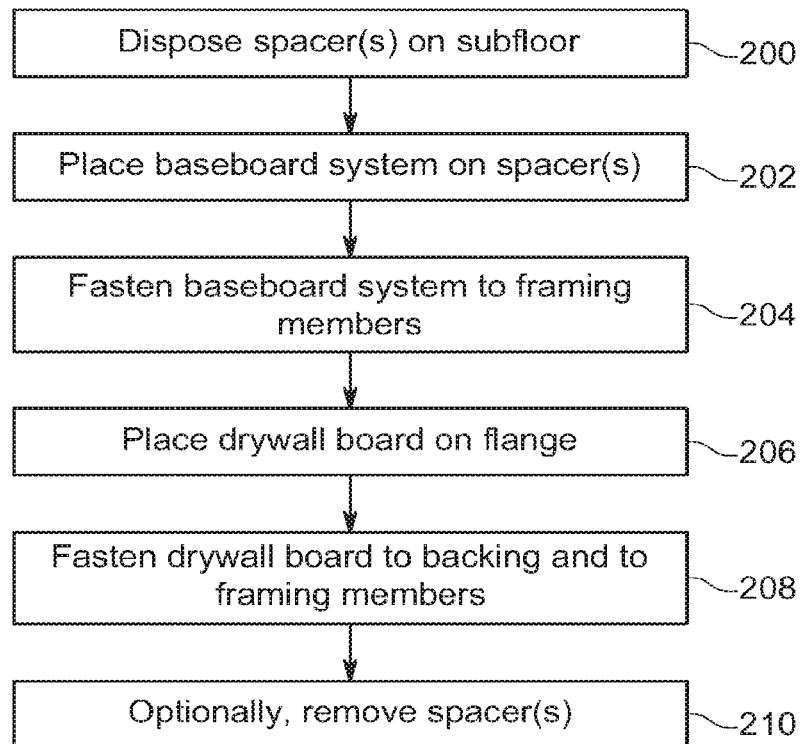 Dispose spacer(s) on subfloor
200
Place baseboard system on spacer(s)
202
Fasten baseboard system to framing
members
204
Place drywall board on flange
206
Fasten drywall board to backing and to
framing members
208
Optionally, remove spacer(s)
210